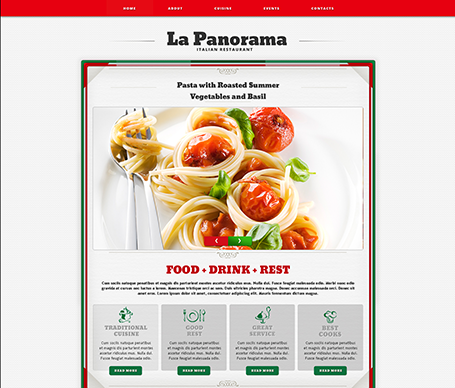 HOME ABOUT CUISINE EVENTS CONTACTS
La Panorama
ITALIAN RESTAURANT
Pasta with Roasted Summer
Vegetables and Basil
FOOD + DRINK + REST
Cum sociis natoque penatibus et magnis dis parturient montes ascetur ridiculus mus. Nulla dui. Fusce feugiat malesuada odio. Morbi nunc odio
gravida at cursus nec luctus a lorem. Maecenas tristique orci ac sem. Duis ultricies pharetra magna. Donec accumsan malesuada orci. Donec sit
amet eros. Lorem ipsum dolor sit amet, consectetuer adipiscing elit. Mauris fermentum dictum magna.
TRADITIONAL
CUISINE
Cum sociis natoque penatibus
et magnis dis parturient montes
ascetur ridiculus mus. Nulla dui.
Fusce feugiat malesuada odio.
READ MORE
GOOD
REST
Cum sociis natoque penatibus
et magnis dis parturient montes
ascetur ridiculus mus. Nulla dui.
Fusce feugiat malesuada odio.
READ MORE
GREAT
SERVICE
Cum sociis natoque penatibus
et magnis dis parturient montes
ascetur ridiculus mus. Nulla dui.
Fusce feugiat malesuada odio.
READ MORE
BEST
COOKS
Cum sociis natoque penatibus
et magnis dis parturient montes
ascetur ridiculus mus. Nulla dui.
Fusce feugiat malesuada odio.
READ MORE